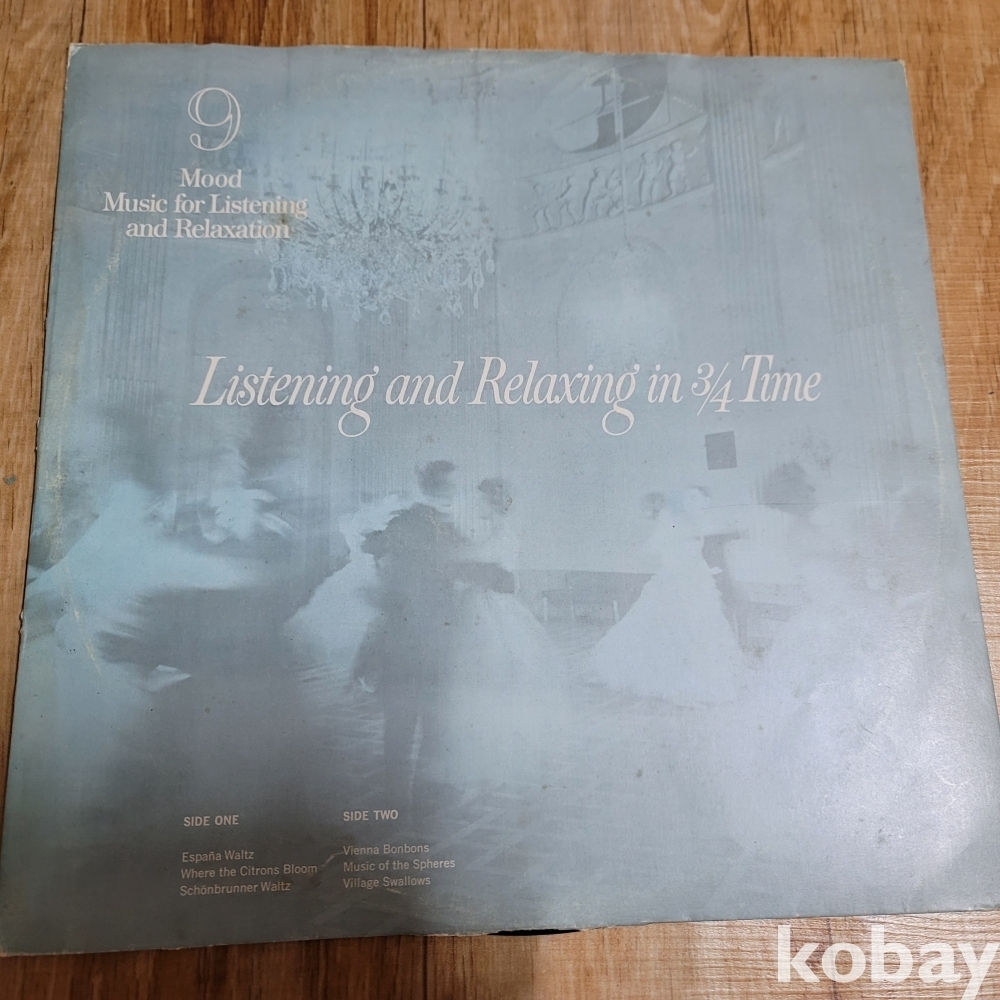 9
Mood
Music for Listening
and Relaxation
Listening and Relaxing in 3/4 Time
SIDE ONE
España Waltz
Where the Citrons Bloom
Schönbrunner Waltz
SIDE TWO
Vienna Bonbons
Music of the Spheres
Village Swallows
kobay